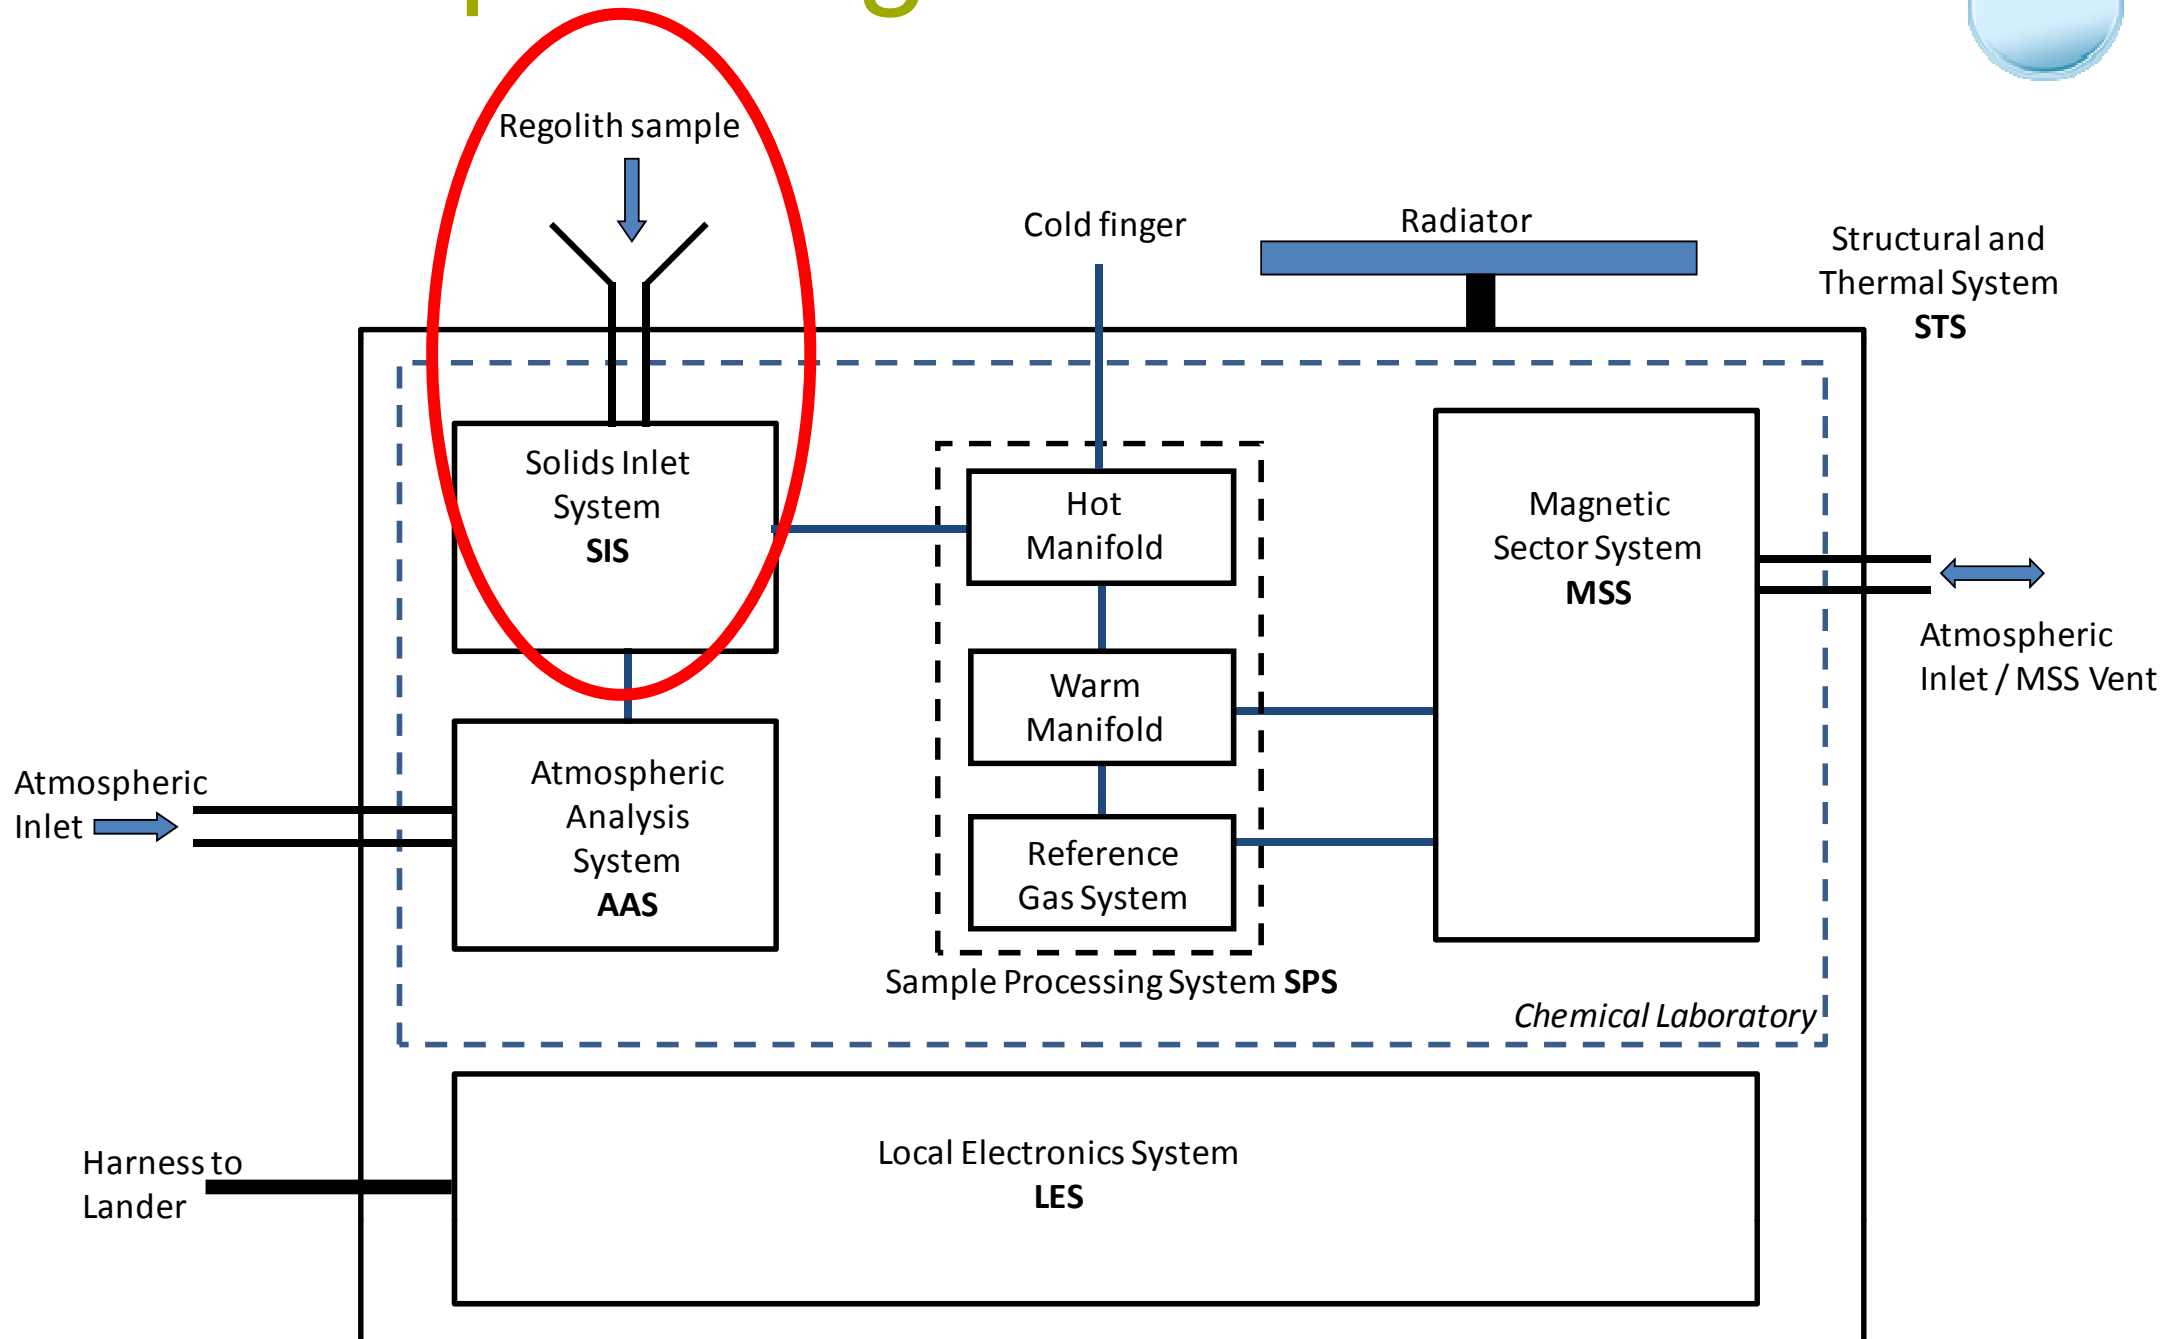 Regolith sample
Cold finger
Radiator
Structural and
Thermal System
STS
Solids Inlet
System
SIS
Hot
Manifold
Magnetic
Sector System
MSS
Atmospheric
Inlet / MSS Vent
Warm
Manifold
Atmospheric
Inlet
Atmospheric
Analysis
System
AAS
Reference
Gas System
Sample Processing System SPS
Chemical Laboratory
Harness to
Lander
Local Electronics System
LES